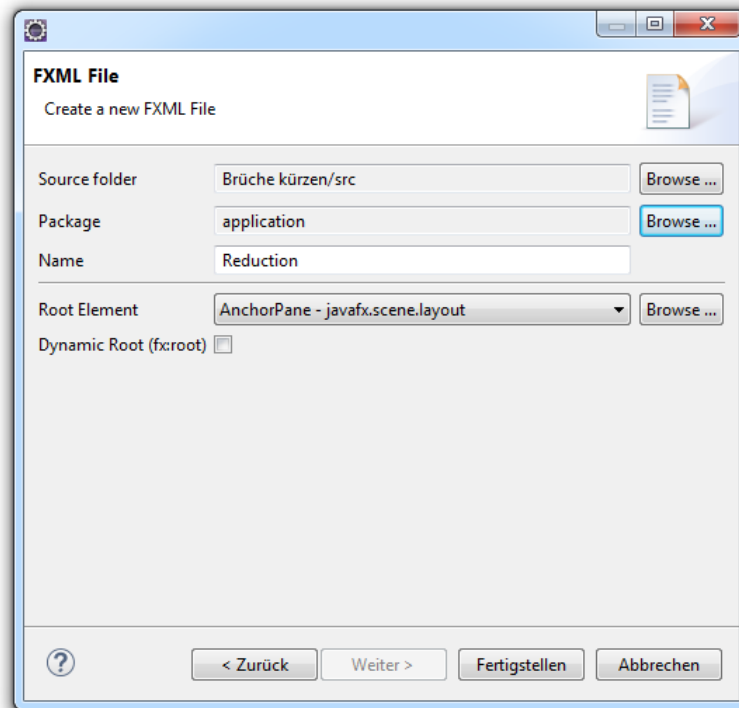 FXML File
Create a new FXML File
Source folder Brüche kürzen/src Browse ...
Package application Browse ...
Name Reduction
Root Element AnchorPane - javafx.scene.layout Browse ...
Dynamic Root (fx:root)
? < Zurück Weiter > Fertigstellen Abbrechen